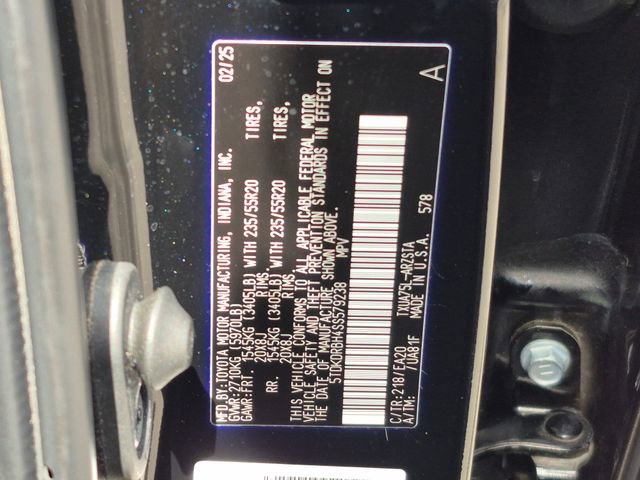 MFD.BY:TOYOTA MOTOR MANUFACTURING, INDIANA, INC. 02/25
GVWR:2710KG (5970LB)
GAWR:FRT. 1545KG (3405LB) WITH 235/55R20 TIRES,
20X8J RIMS,
RR. 1545KG (3405LB) WITH 235/55R20 TIRES,
20X8J RIMS,
THIS VEHICLE CONFORMS TO ALL APPLICABLE FEDERAL MOTOR
VEHICLE SAFETY AND THEFT PREVENTION STANDARDS IN EFFECT ON
THE DATE OF MANUFACTURE SHOWN ABOVE.
5TDKDRBH4SS579238 MPV
A
C/TR:218/EA20 TXUA75L-ARZSTA
A/TM: /UA81F MADE IN U.S.A. 578